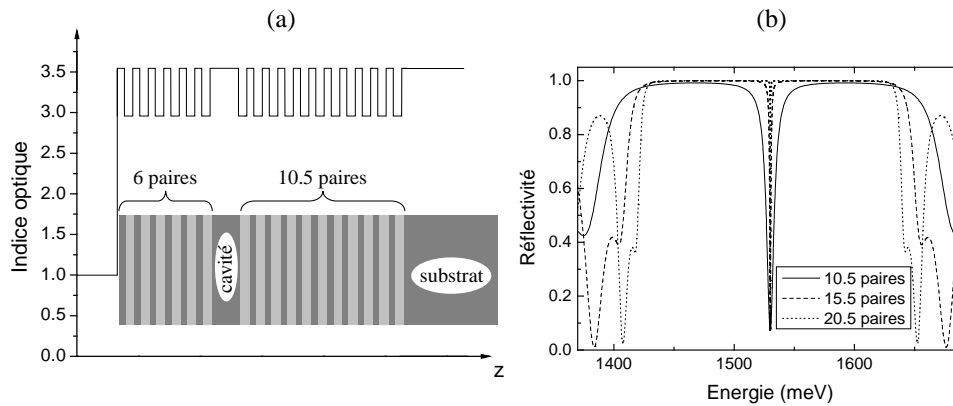 (a)
(b)
Indice optique
3.5
3.0
2.5
2.0
1.5
1.0
0.5
0.0
6 paires
10.5 paires
cavité
substrat
z
Réflectivité
1.0
0.8
0.6
0.4
0.2
0.0
10.5 paires
15.5 paires
20.5 paires
1400
1500
1600
Energie (meV)